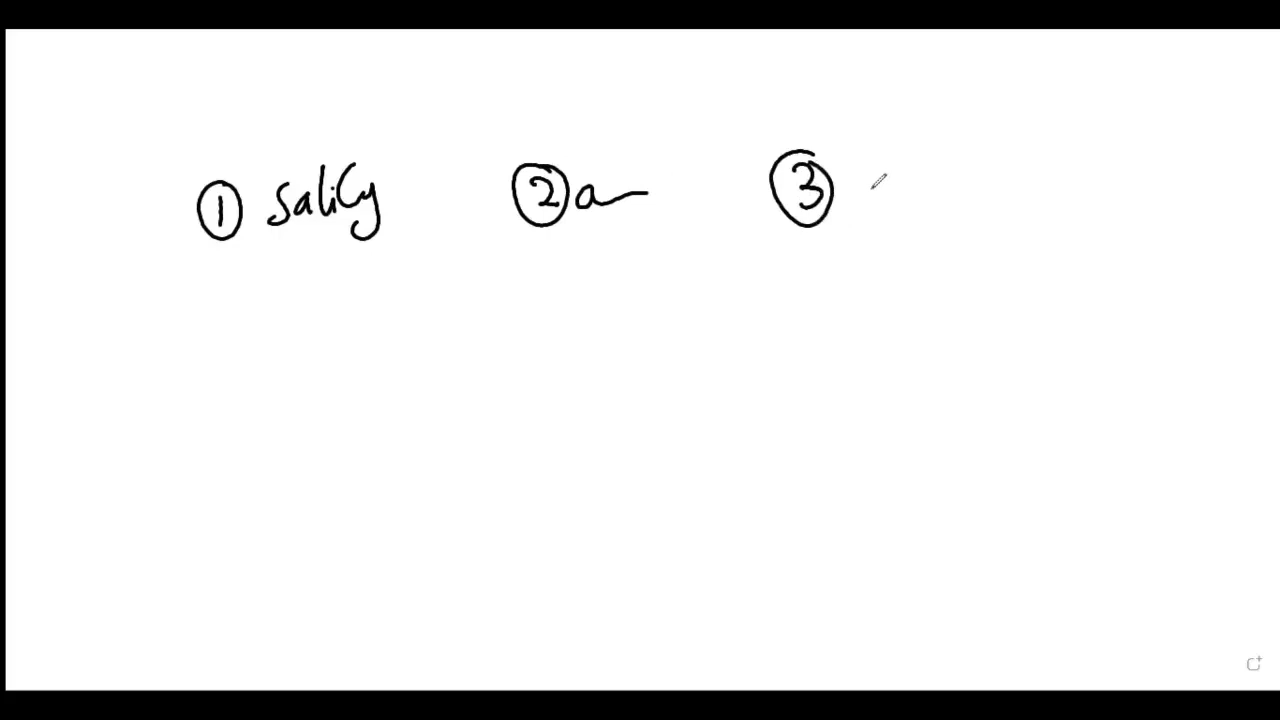 ① salicy ② a ③